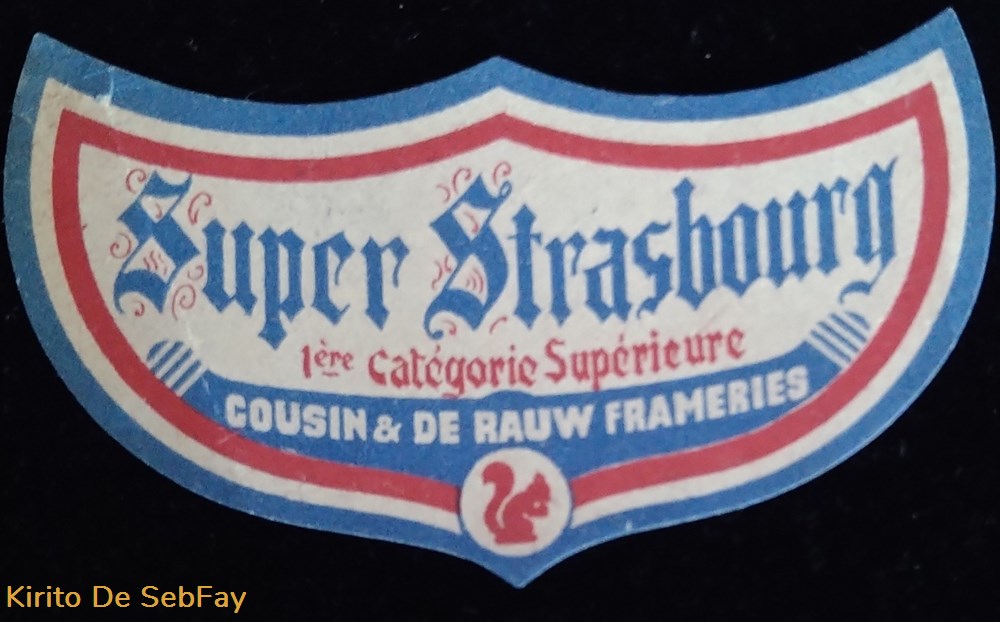 Super Strasbourg
1ère Catégorie Supérieure
COUSIN & DE RAUW FRAMERIES
Kirito De SebFay